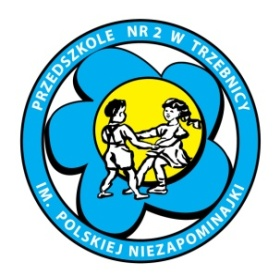 PRZEDSZKOLE NR 2 W TRZEBNICY
IM. POLSKIEJ NIEZAPOMINAJKI